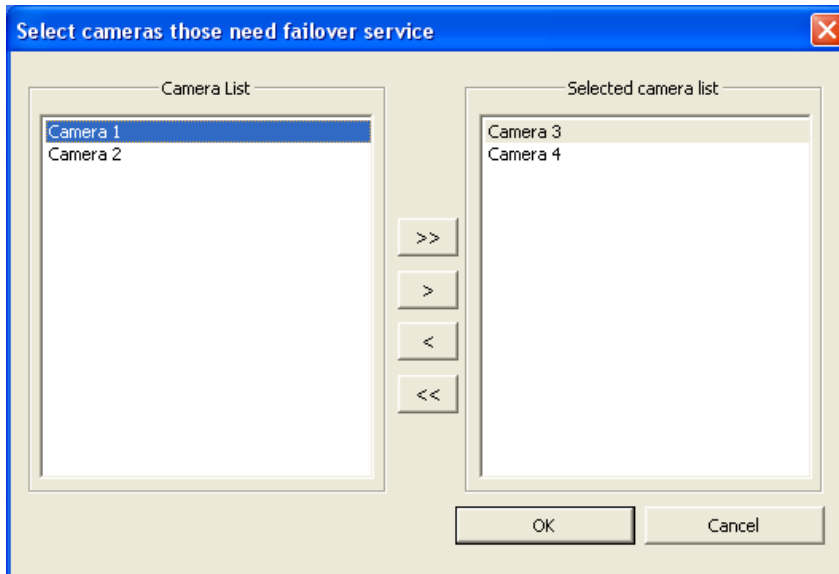 Select cameras those need failover service
Camera List
Camera 1
Camera 2
>>
>
<
<<
Selected camera list
Camera 3
Camera 4
OK
Cancel